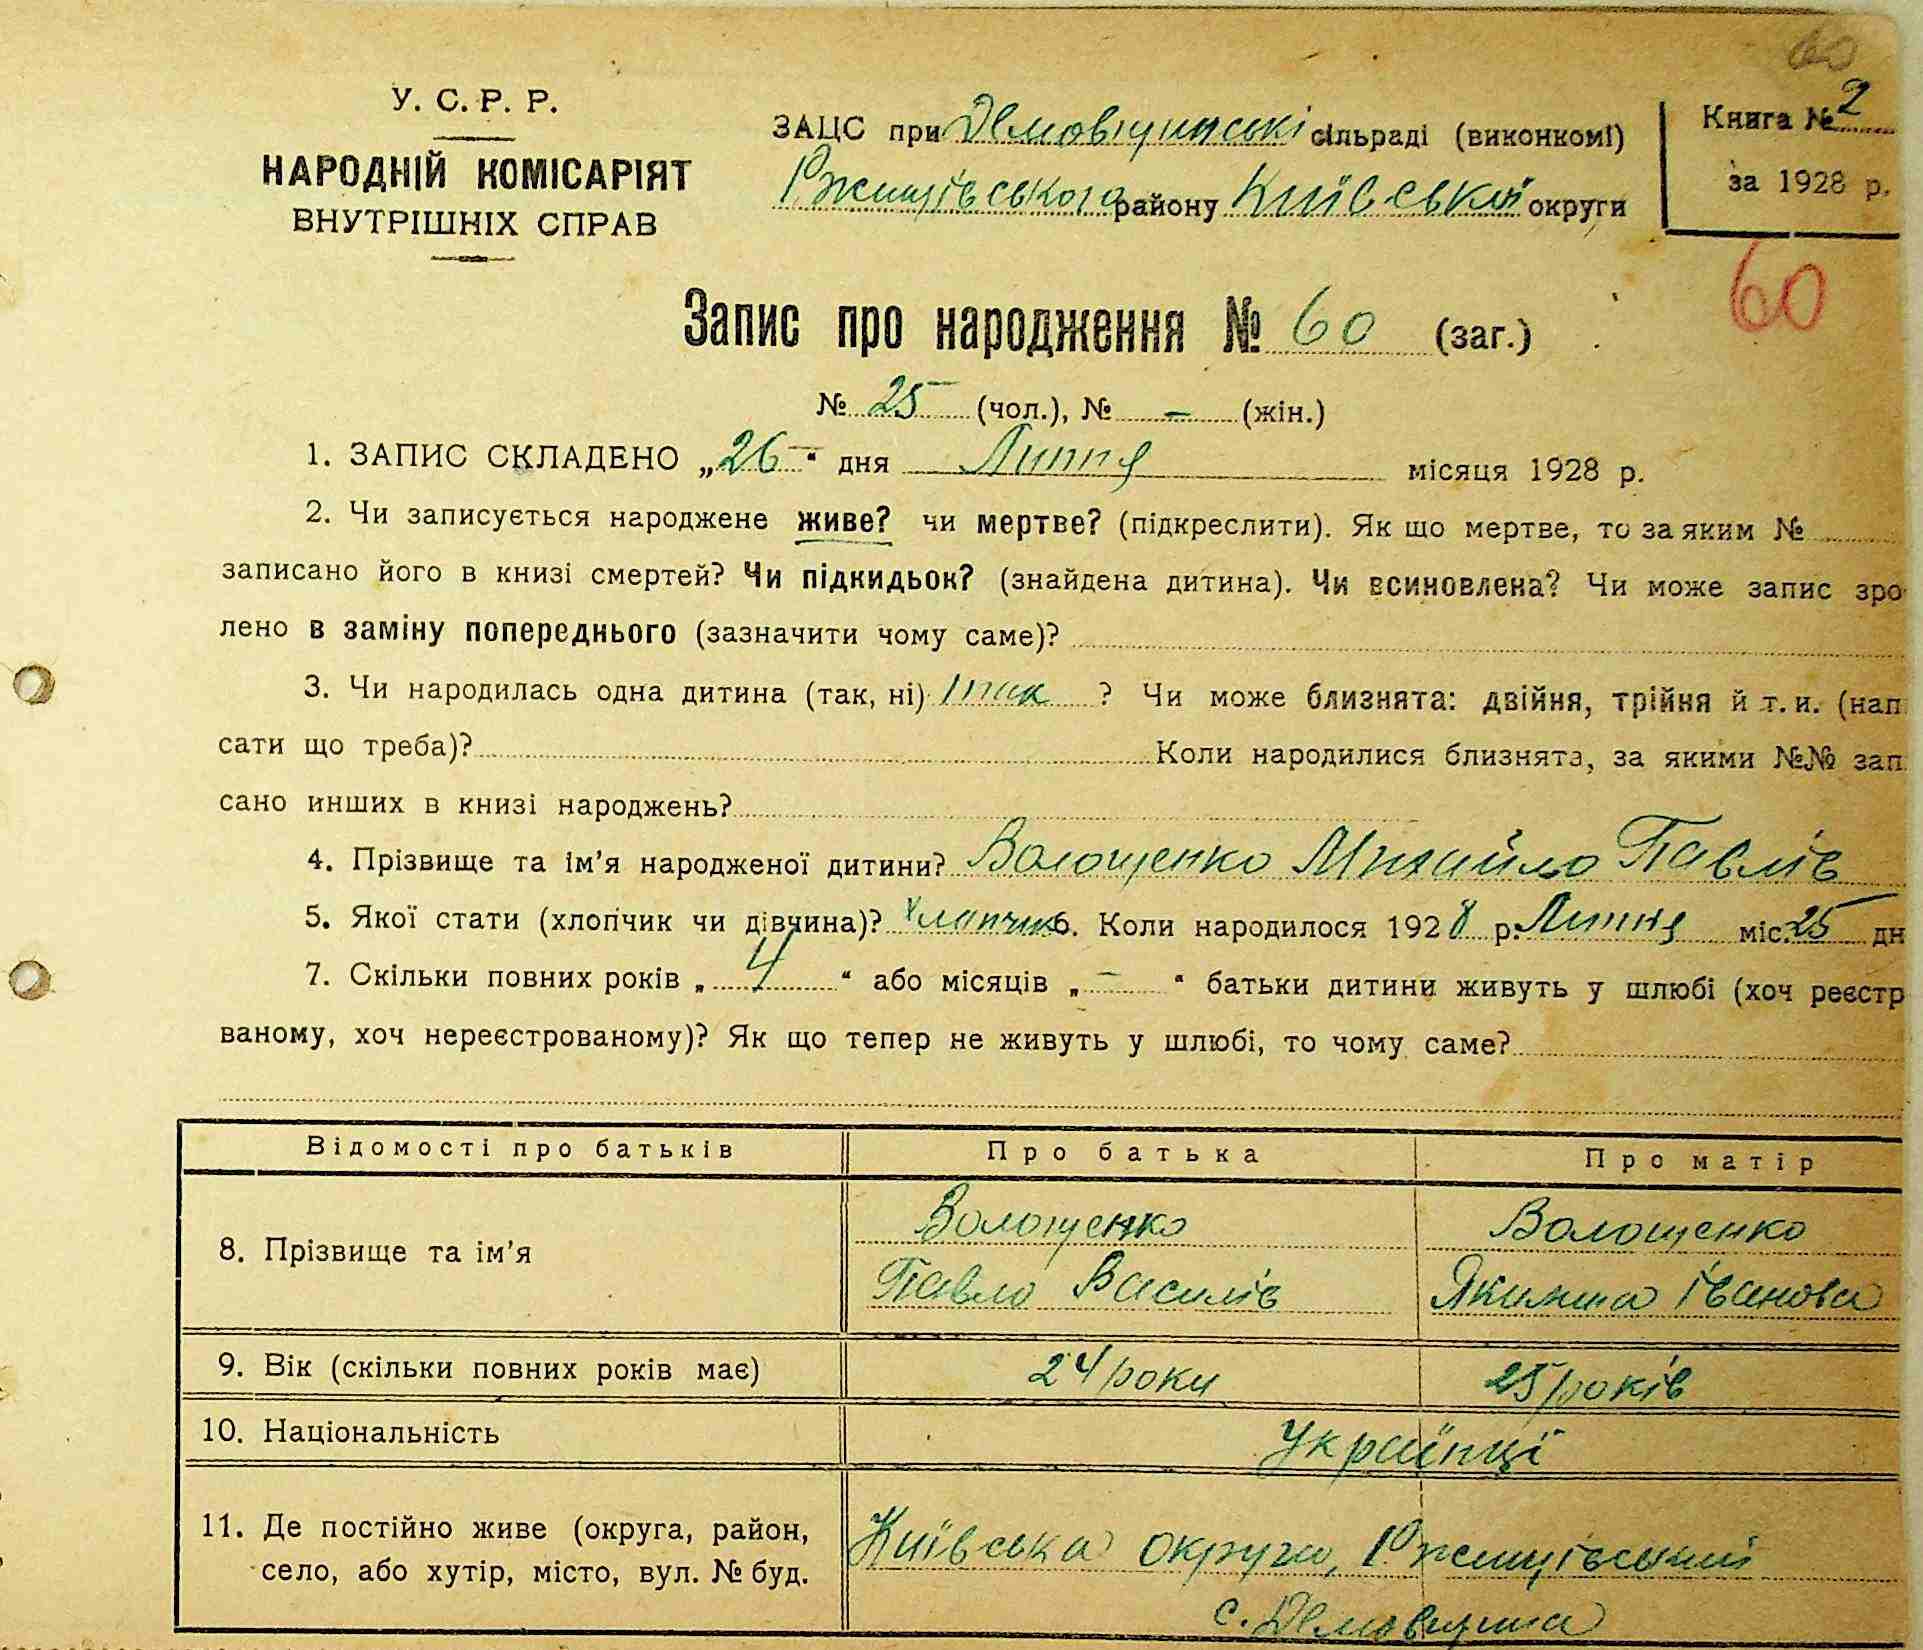 60
У. С. Р. Р.
НАРОДНІЙ КОМІСАРІЯТ
ВНУТРІШНІХ СПРАВ
ЗАЦС при Демовщинські сільраді (виконкомі)
Ржищівського району Київської округи
Книга № 2
за 1928 р.
60
Запис про народження № 60 (заг.)
№ 25 (чол.), № - (жін.)
1. ЗАПИС СКЛАДЕНО „26" дня Липня місяця 1928 р.
2. Чи записується народжене живе? чи мертве? (підкреслити). Як що мертве, то за яким №
записано його в книзі смертей? Чи підкидьок? (знайдена дитина). Чи всиновлена? Чи може запис зро
лено в заміну попереднього (зазначити чому саме)?
3. Чи народилась одна дитина (так, ні) так ? Чи може близнята: двійня, трійня й т. и. (нап
сати що треба)? Коли народилися близнята, за якими №№ зап
сано инших в книзі народжень?
4. Прізвище та ім'я народженої дитини? Волощенко Михайло Павлів
5. Якої стати (хлопчик чи дівчина)? хлапчик 6. Коли народилося 1928 р. Липня міс. 25 дн
7. Скільки повних років „ 4 " або місяців „ - " батьки дитини живуть у шлюбі (хоч реєстр
ваному, хоч нереєстрованому)? Як що тепер не живуть у шлюбі, то чому саме?
Відомості про батьків Про батька Про матір
8. Прізвище та ім'я
Волощенко Волощенко
Павло Василів Якилина Іванова
9. Вік (скільки повних років має) 24 роки 25 років
10. Національність Українці
11. Де постійно живе (округа, район,
село, або хутір, місто, вул. № буд.
Київська округи, Ржищівський
с. Демовщина